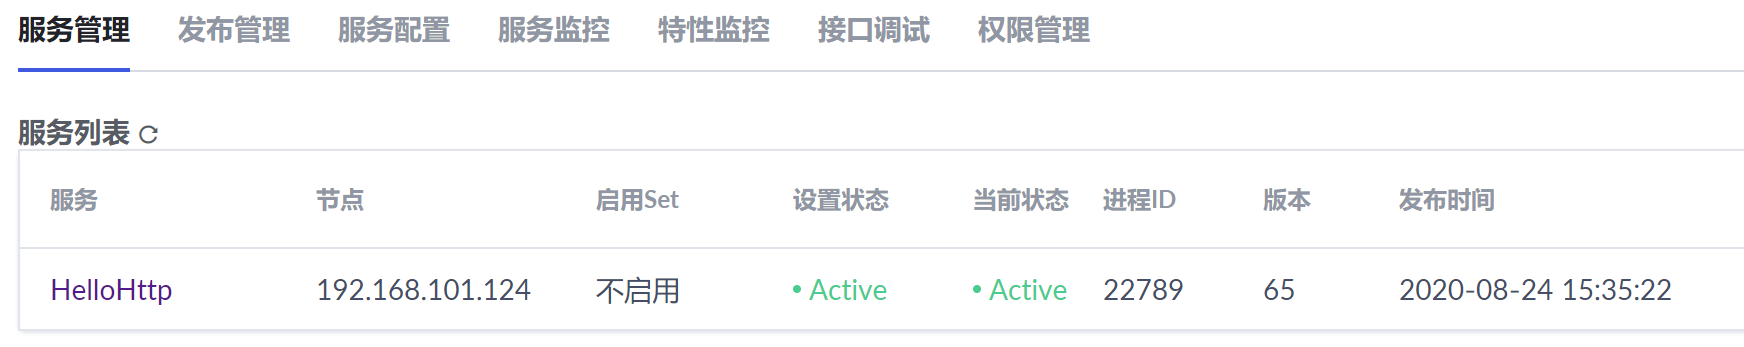 服务管理 发布管理 服务配置 服务监控 特性监控 接口调试 权限管理
服务列表
服务 节点 启用Set 设置状态 当前状态 进程ID 版本 发布时间
HelloHttp 192.168.101.124 不启用 Active Active 22789 65 2020-08-24 15:35:22